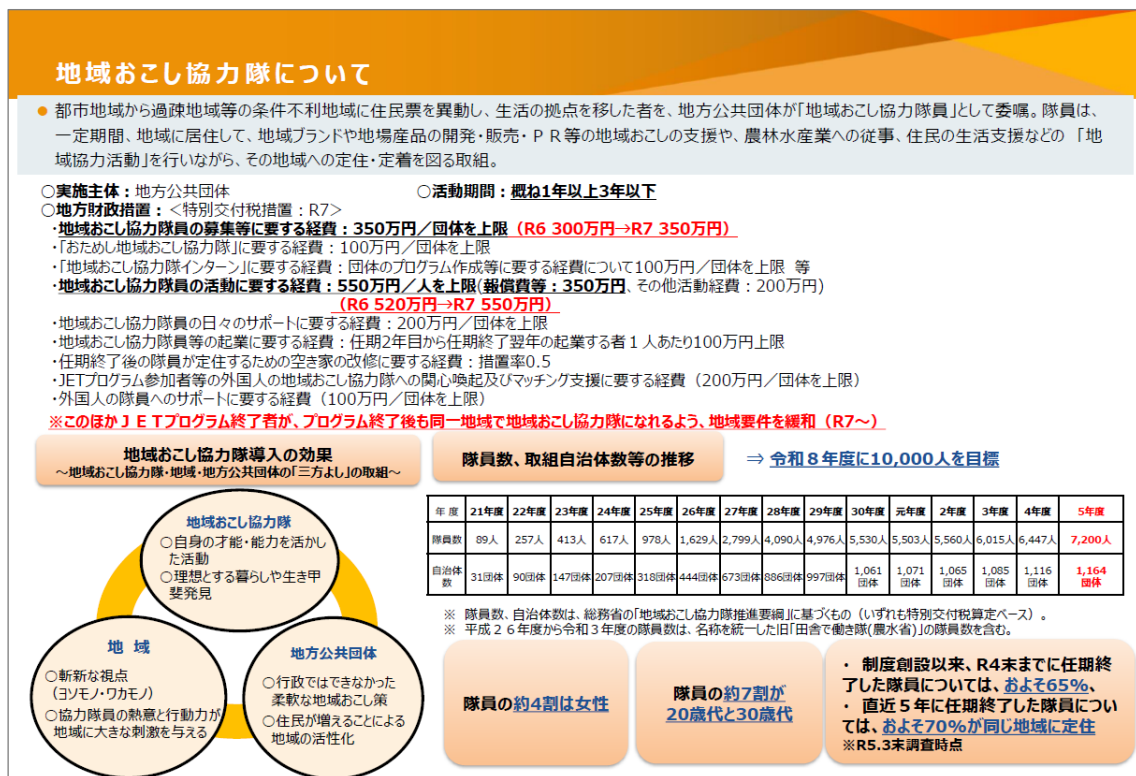 地域おこし協力隊について
● 都市地域から過疎地域等の条件不利地域に住民票を異動し、生活の拠点を移した者を、地方公共団体が「地域おこし協力隊員」として委嘱。隊員は、
一定期間、地域に居住して、地域ブランドや地場産品の開発・販売・ＰＲ等の地域おこしの支援や、農林水産業への従事、住民の生活支援などの 「地
域協力活動」を行いながら、その地域への定住・定着を図る取組。
○実施主体：地方公共団体 ○活動期間：概ね1年以上3年以下
○地方財政措置：＜特別交付税措置：R7＞
・地域おこし協力隊員の募集等に要する経費：350万円／団体を上限（R6 300万円→R7 350万円）
・「おためし地域おこし協力隊」に要する経費：100万円／団体を上限
・「地域おこし協力隊インターン」に要する経費：団体のプログラム作成等に要する経費について100万円／団体を上限 等
・地域おこし協力隊員の活動に要する経費：550万円／人を上限(報償費等：350万円、その他活動経費：200万円)
（R6 520万円→R7 550万円）
・地域おこし協力隊員の日々のサポートに要する経費：200万円／団体を上限
・地域おこし協力隊員等の起業に要する経費：任期2年目から任期終了翌年の起業する者１人あたり100万円上限
・任期終了後の隊員が定住するための空き家の改修に要する経費：措置率0.5
・JETプログラム参加者等の外国人の地域おこし協力隊への関心喚起及びマッチング支援に要する経費（200万円／団体を上限）
・外国人の隊員へのサポートに要する経費（100万円／団体を上限）
※このほかＪＥＴプログラム終了者が、プログラム終了後も同一地域で地域おこし協力隊になれるよう、地域要件を緩和（R7～）
地域おこし協力隊導入の効果
～地域おこし協力隊・地域・地方公共団体の「三方よし」の取組～
地域おこし協力隊
○自身の才能・能力を活かし
た活動
○理想とする暮らしや生き甲
斐発見
地 域
○斬新な視点
（ヨソモノ・ワカモノ）
○協力隊員の熱意と行動力が
地域に大きな刺激を与える
地方公共団体
○行政ではできなかった
柔軟な地域おこし策
○住民が増えることによる
地域の活性化
隊員数、取組自治体数等の推移 ⇒ 令和８年度に10,000人を目標
年 度 21年度 22年度 23年度 24年度 25年度 26年度 27年度 28年度 29年度 30年度 元年度 2年度 3年度 4年度 5年度
隊員数 89人 257人 413人 617人 978人 1,629人 2,799人 4,090人 4,976人 5,530人 5,503人 5,560人 6,015人 6,447人 7,200人
自治体数 31団体 90団体 147団体 207団体 318団体 444団体 673団体 886団体 997団体 1,061団体 1,071団体 1,065団体 1,085団体 1,116団体 1,164団体
※ 隊員数、自治体数は、総務省の「地域おこし協力隊推進要綱」に基づくもの（いずれも特別交付税算定ベース）。
※ 平成２６年度から令和３年度の隊員数は、名称を統一した旧「田舎で働き隊(農水省)」の隊員数を含む。
隊員の約4割は女性
隊員の約7割が
20歳代と30歳代
・ 制度創設以来、R4末までに任期終
了した隊員については、およそ65%、
・ 直近５年に任期終了した隊員につい
ては、およそ70%が同じ地域に定住
※R5.3末調査時点